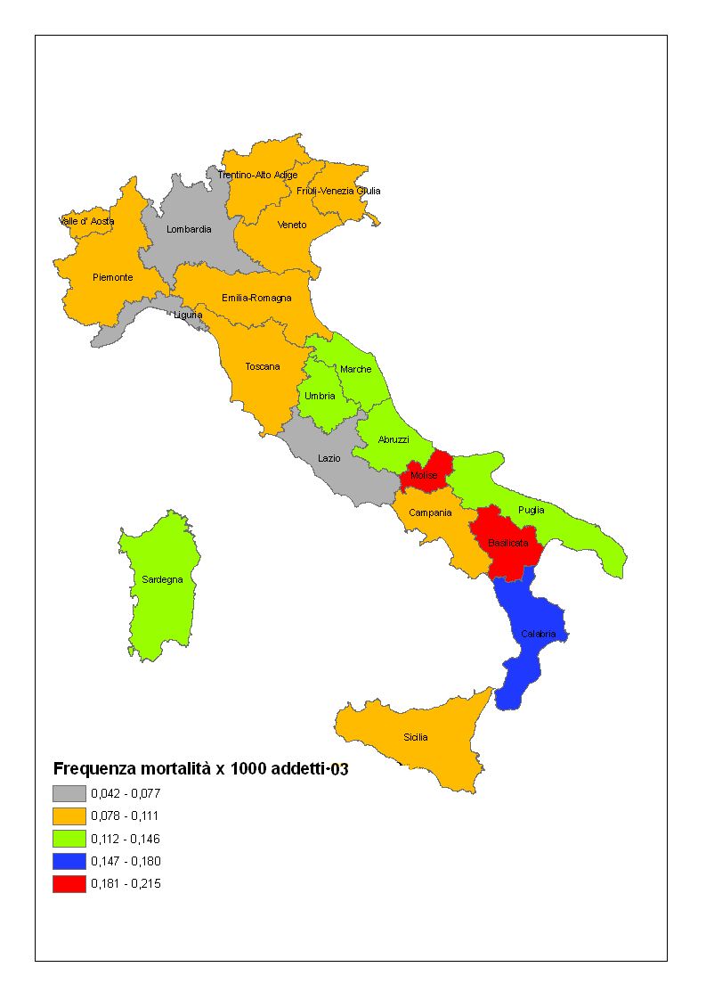 Trentino-Alto Adige
Friuli-Venezia Giulia
Valle d' Aosta
Lombardia
Veneto
Piemonte
Emilia-Romagna
Liguria
Toscana
Marche
Umbria
Abruzzi
Lazio
Molise
Campania
Puglia
Basilicata
Sardegna
Calabria
Sicilia
Frequenza mortalità x 1000 addetti-03
0,042 - 0,077
0,078 - 0,111
0,112 - 0,146
0,147 - 0,180
0,181 - 0,215